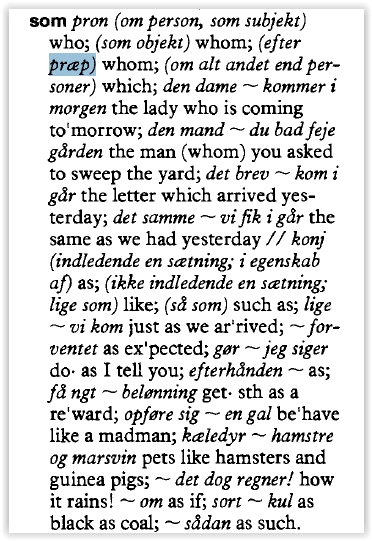 som pron (om person, som subjekt)
who; (som objekt) whom; (efter
præp) whom; (om alt andet end per-
soner) which; den dame ~ kommer i
morgen the lady who is coming
to'morrow; den mand ~ du bad feje
gården the man (whom) you asked
to sweep the yard; det brev ~ kom i
går the letter which arrived yes-
terday; det samme ~ vi fik i går the
same as we had yesterday // konj
(indledende en sætning; i egenskab
af) as; (ikke indledende en sætning;
lige som) like; (så som) such as; lige
~ vi kom just as we ar'rived; ~ for-
ventet as ex'pected; gør ~ jeg siger
do· as I tell you; efterhånden ~ as;
få ngt ~ belønning get· sth as a
re'ward; opføre sig ~ en gal be'have
like a madman; kæledyr ~ hamstre
og marsvin pets like hamsters and
guinea pigs; ~ det dog regner! how
it rains! ~ om as if; sort ~ kul as
black as coal; ~ sådan as such.